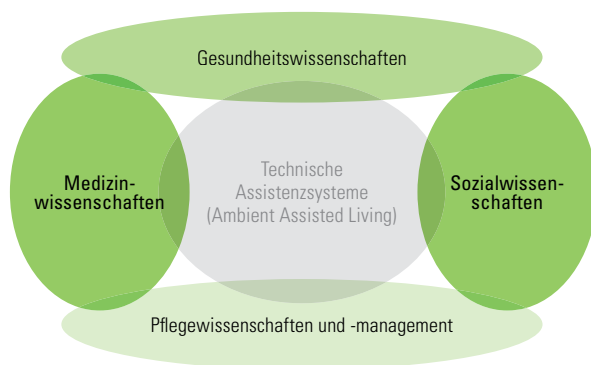 Gesundheitswissenschaften
Medizin-
wissenschaften
Technische
Assistenzsysteme
(Ambient Assisted Living)
Sozialwissen-
schaften
Pflegewissenschaften und -management